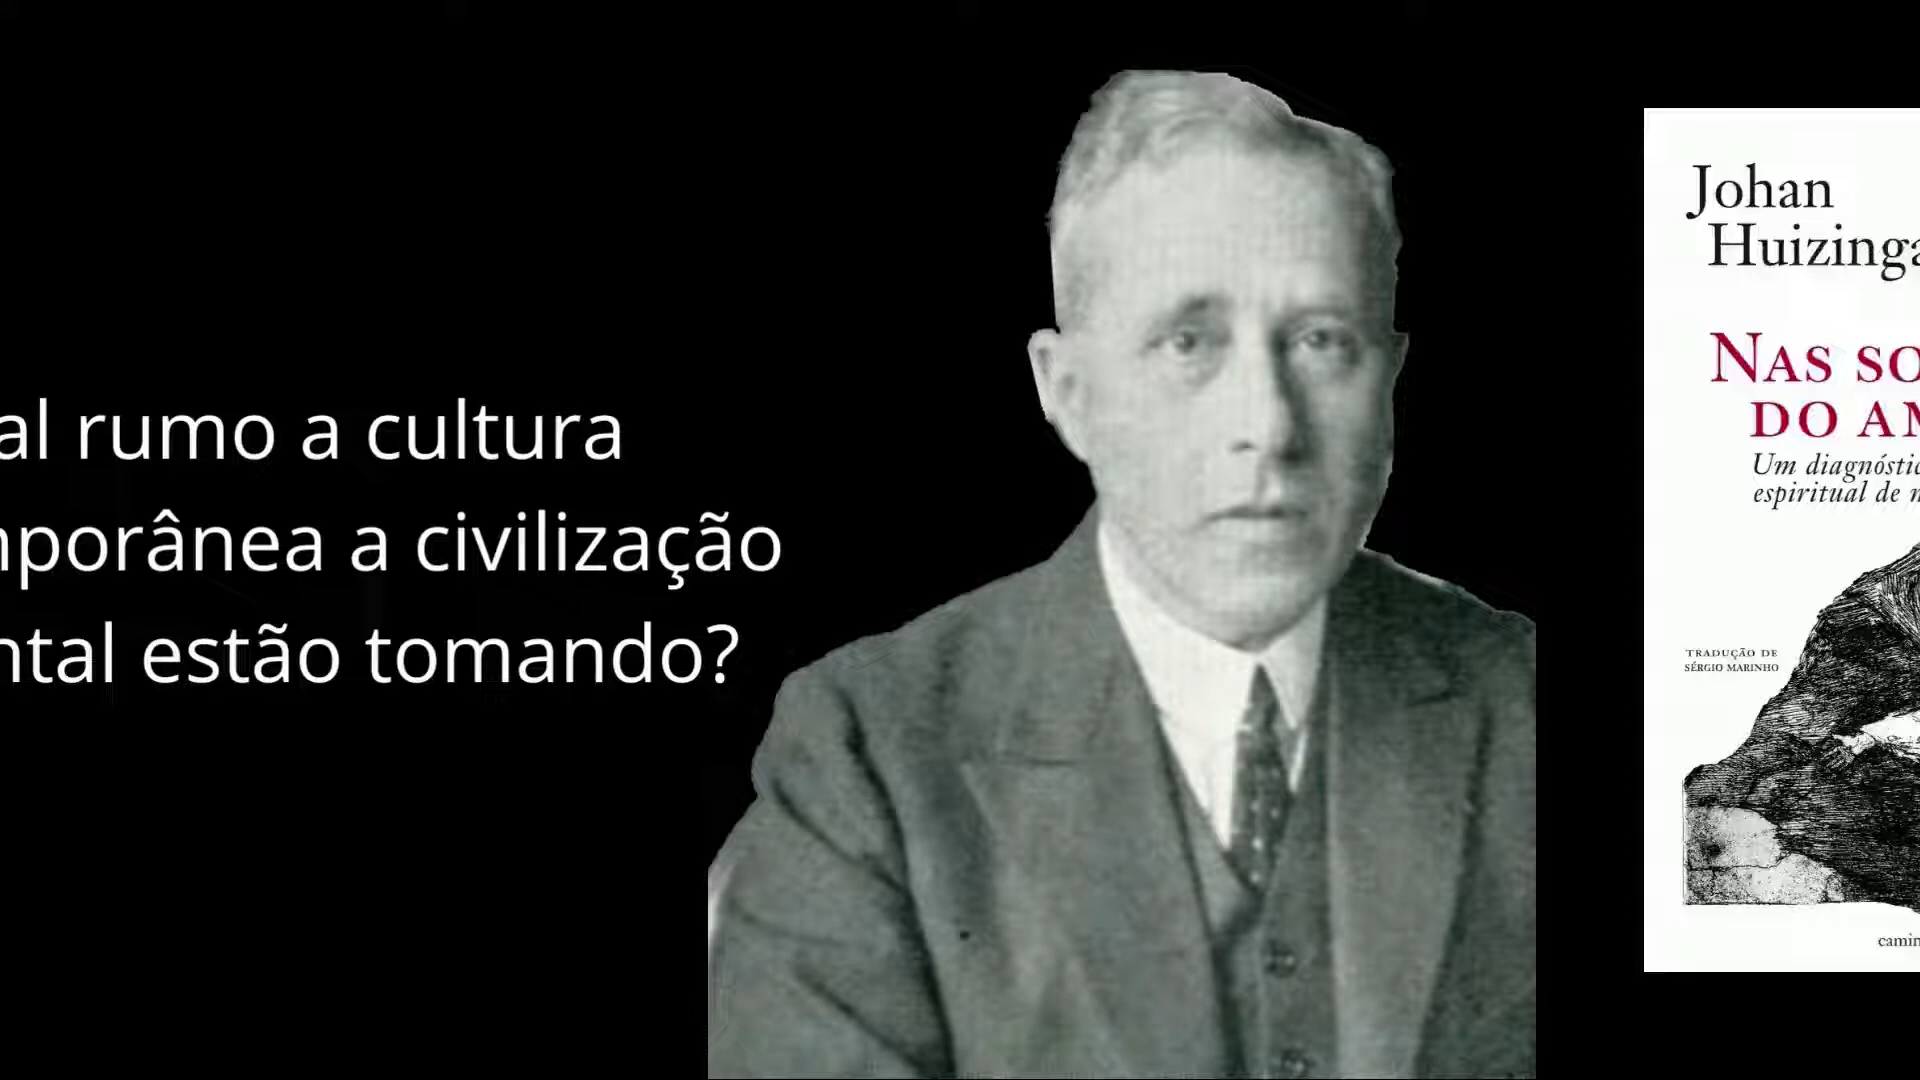 al rumo a cultura
mporânea a civilização
ntal estão tomando?
Johan
Huizinga
NAS SO
DO AM
Um diagnóstic
espiritual de n
TRADUÇÃO DE
SÉRGIO MARINHO
camin